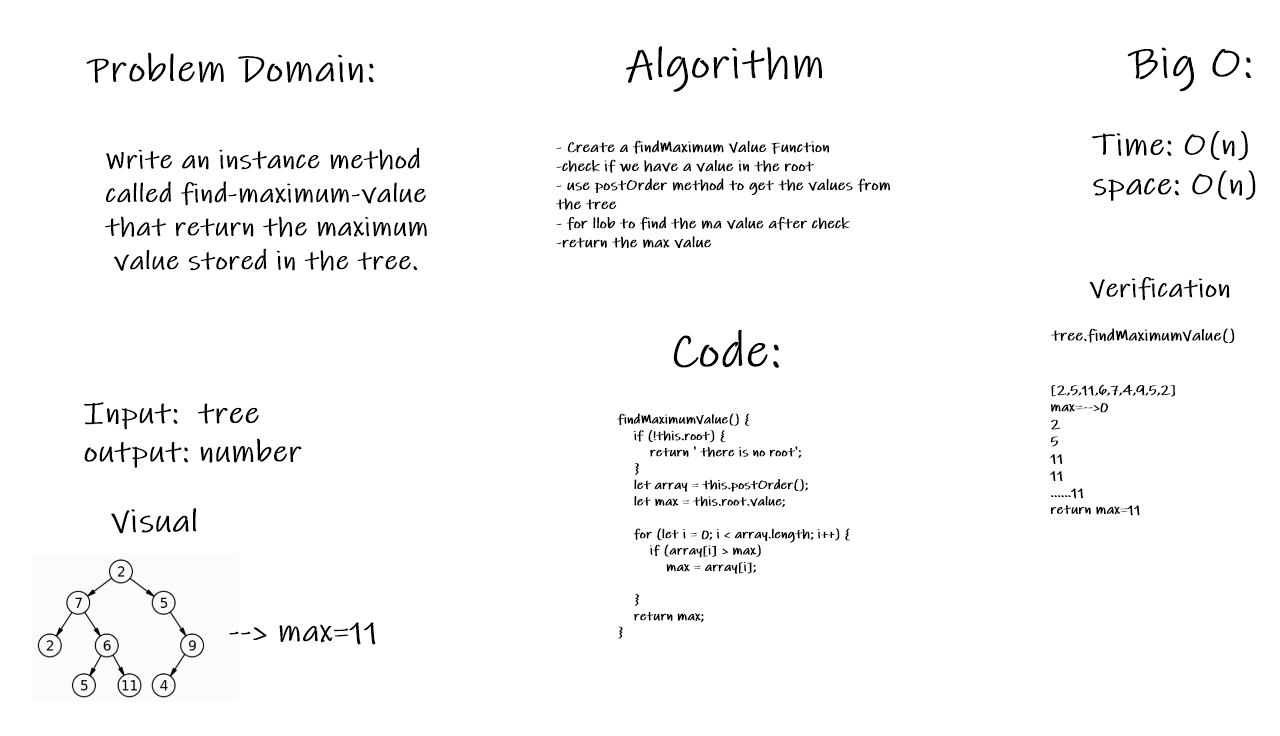 Problem Domain:
Write an instance method
called find-maximum-value
that return the maximum
value stored in the tree.
Input: tree
output: number
Visual
2
7 5
2 6 9
5 11 4
--> max=11
Algorithm
- Create a findMaximum Value Function
-check if we have a value in the root
- use postOrder method to get the values from
the tree
- for llob to find the ma value after check
-return the max value
Code:
findMaximumValue() {
if (!this.root) {
return ' there is no root';
}
let array = this.postOrder();
let max = this.root.value;
for (let i = 0; i < array.length; i++) {
if (array[i] > max)
max = array[i];
}
return max;
}
Big O:
Time: O(n)
space: O(n)
Verification
tree.findMaximumValue()
[2,5,11,6,7,4,9,5,2]
max=-->0
2
5
11
11
......11
return max=11